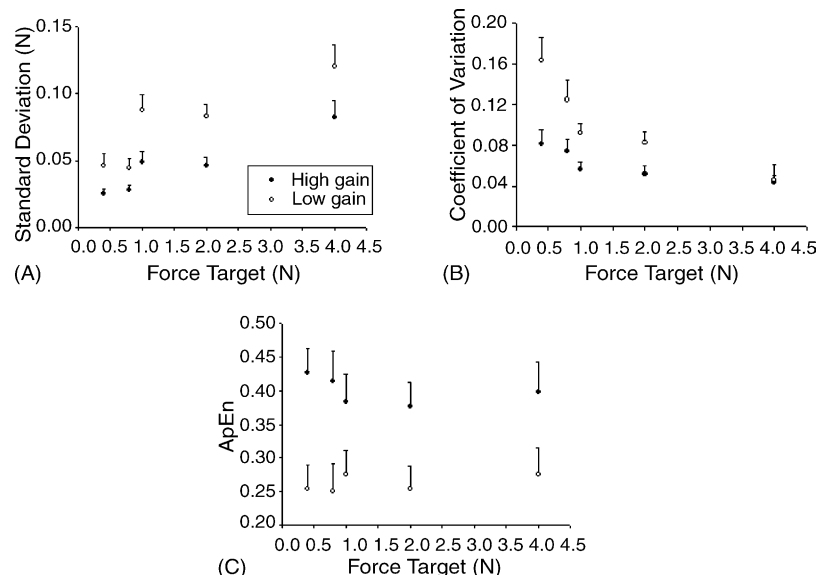 Standard Deviation (N)
0.15
0.10
0.05
0.00
High gain
Low gain
0.0 0.5 1.0 1.5 2.0 2.5 3.0 3.5 4.0 4.5
(A) Force Target (N)
Coefficient of Variation
0.20
0.16
0.12
0.08
0.04
0.00
0.0 0.5 1.0 1.5 2.0 2.5 3.0 3.5 4.0 4.5
(B) Force Target (N)
ApEn
0.50
0.45
0.40
0.35
0.30
0.25
0.20
0.0 0.5 1.0 1.5 2.0 2.5 3.0 3.5 4.0 4.5
(C) Force Target (N)